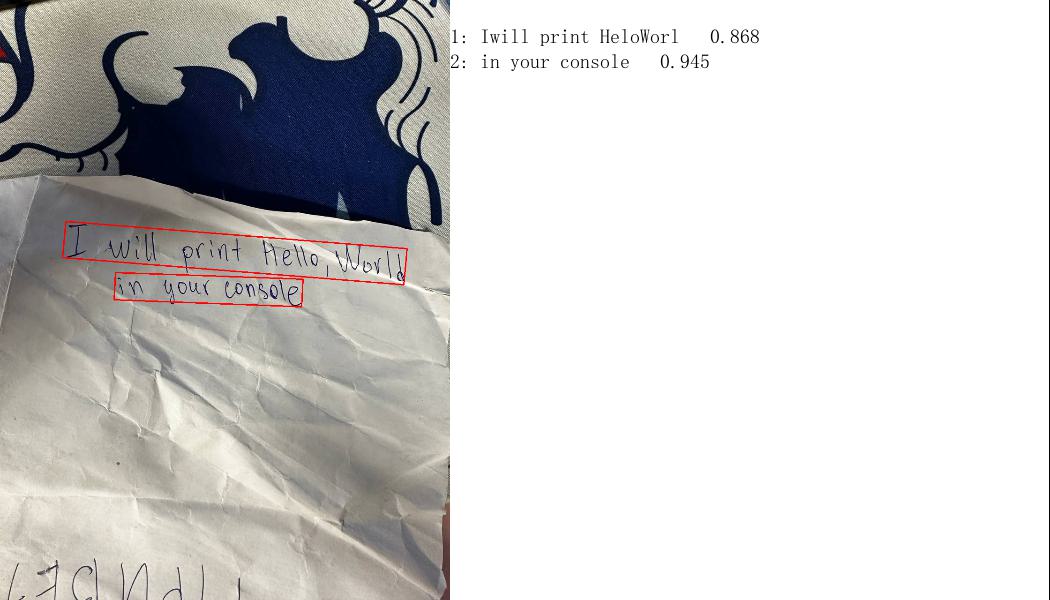 I will print Hello, World
in your console
1: Iwill print HeloWorl 0.868
2: in your console 0.945